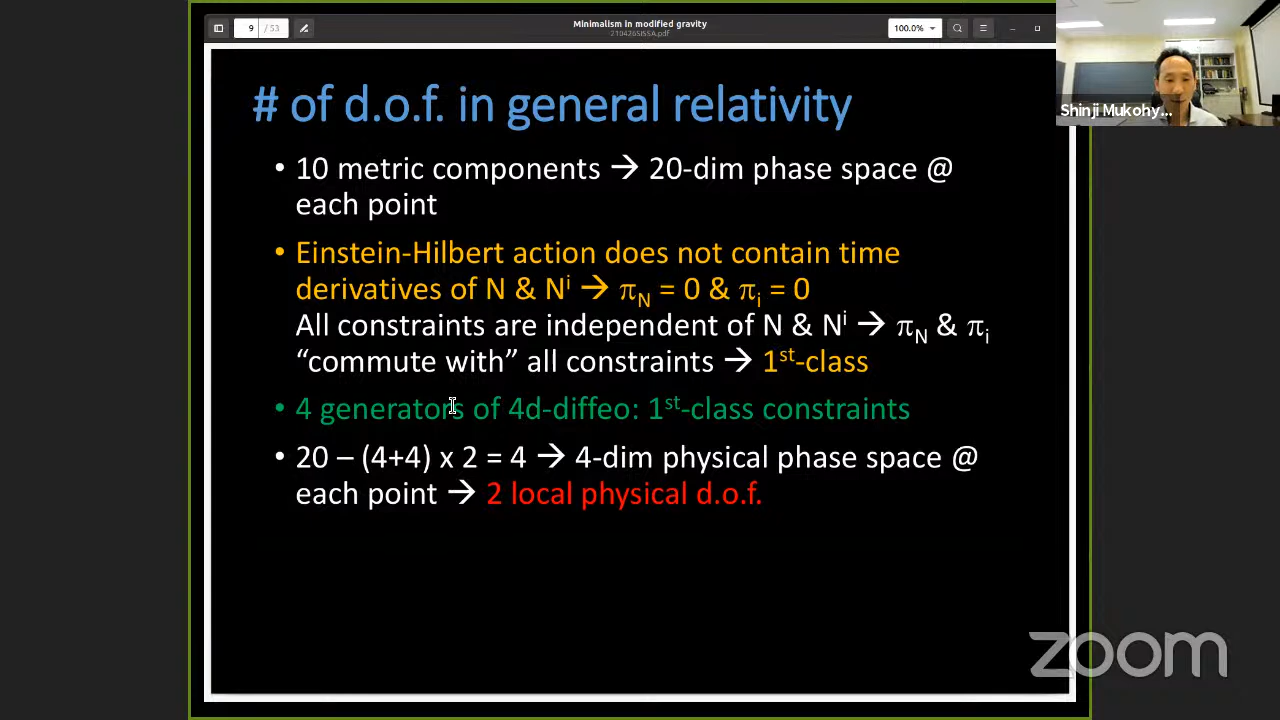 9 / 53
Minimalism in modified gravity
210426SISSA.pdf
100.0%
Shinji Mukohy...
# of d.o.f. in general relativity
• 10 metric components → 20-dim phase space @
each point
• Einstein-Hilbert action does not contain time
derivatives of N & Nⁱ → π_N = 0 & π_i = 0
All constraints are independent of N & Nⁱ → π_N & π_i
“commute with” all constraints → 1st-class
• 4 generators of 4d-diffeo: 1st-class constraints
• 20 – (4+4) x 2 = 4 → 4-dim physical phase space @
each point → 2 local physical d.o.f.
zoom